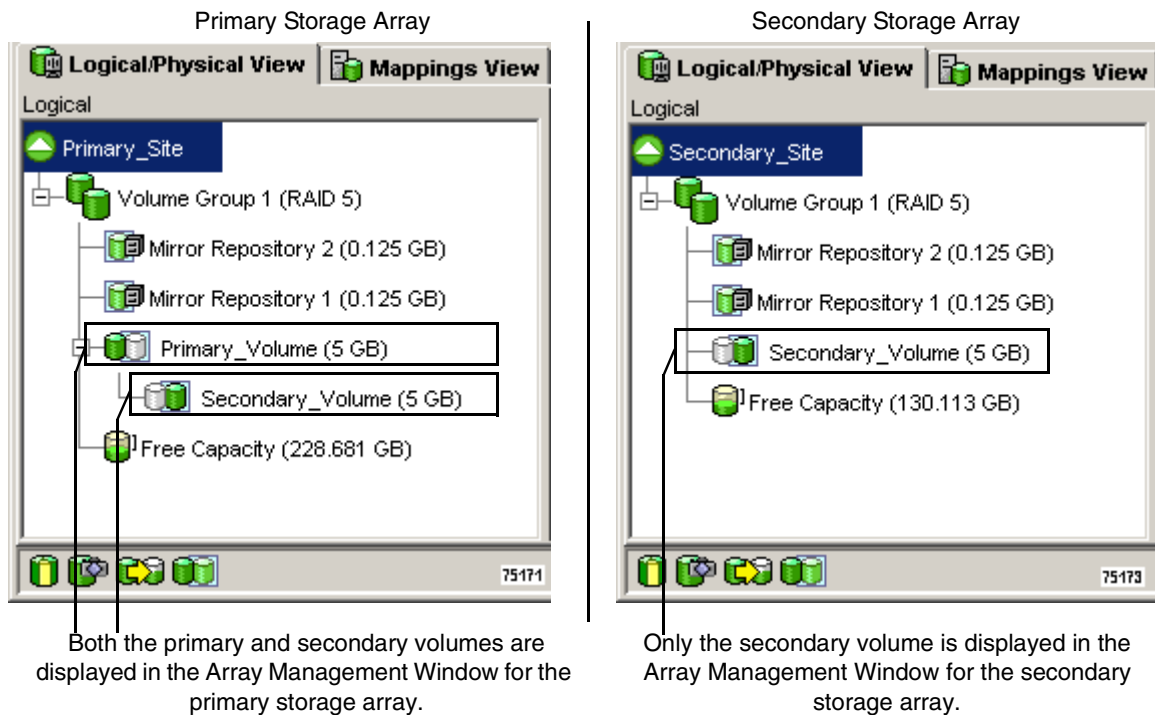 Primary Storage Array
Logical/Physical View
Mappings View
Logical
Primary_Site
Volume Group 1 (RAID 5)
Mirror Repository 2 (0.125 GB)
Mirror Repository 1 (0.125 GB)
Primary_Volume (5 GB)
Secondary_Volume (5 GB)
Free Capacity (228.681 GB)
75171
Both the primary and secondary volumes are
displayed in the Array Management Window for the
primary storage array.
Secondary Storage Array
Logical/Physical View
Mappings View
Logical
Secondary_Site
Volume Group 1 (RAID 5)
Mirror Repository 2 (0.125 GB)
Mirror Repository 1 (0.125 GB)
Secondary_Volume (5 GB)
Free Capacity (130.113 GB)
75173
Only the secondary volume is displayed in the
Array Management Window for the secondary
storage array.